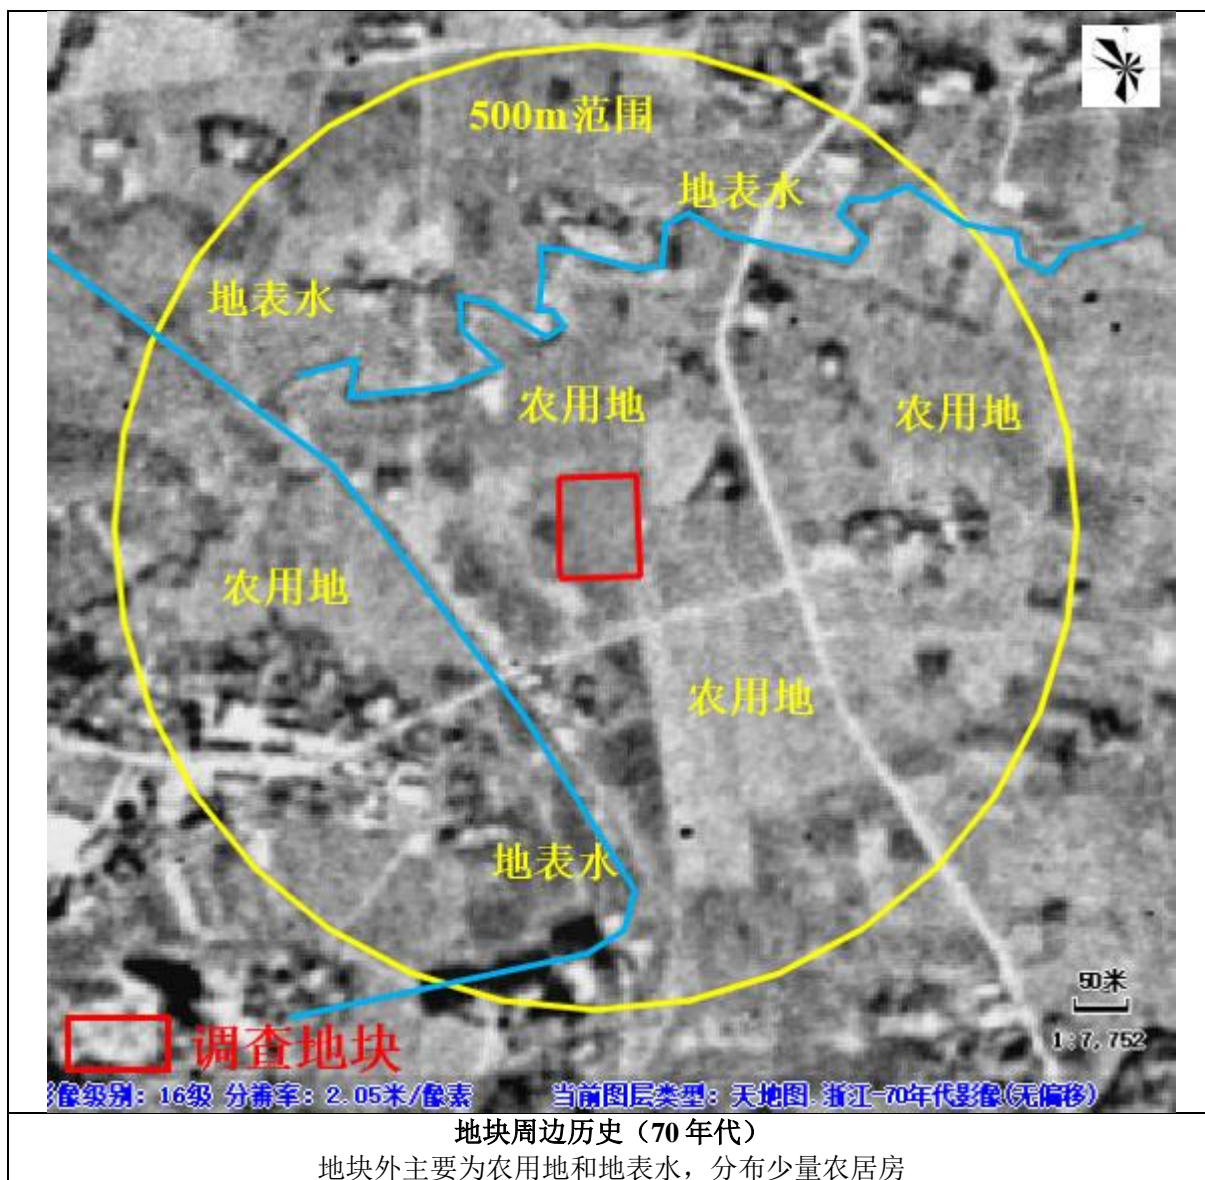 500m范围
地表水
地表水
农用地
农用地
农用地
农用地
地表水
50米
1:7,752
调查地块
影像级别：16级 分辨率：2.05米/像素 当前图层类型：天地图.浙江-70年代影像(无偏移)
地块周边历史（70 年代）
地块外主要为农用地和地表水，分布少量农居房